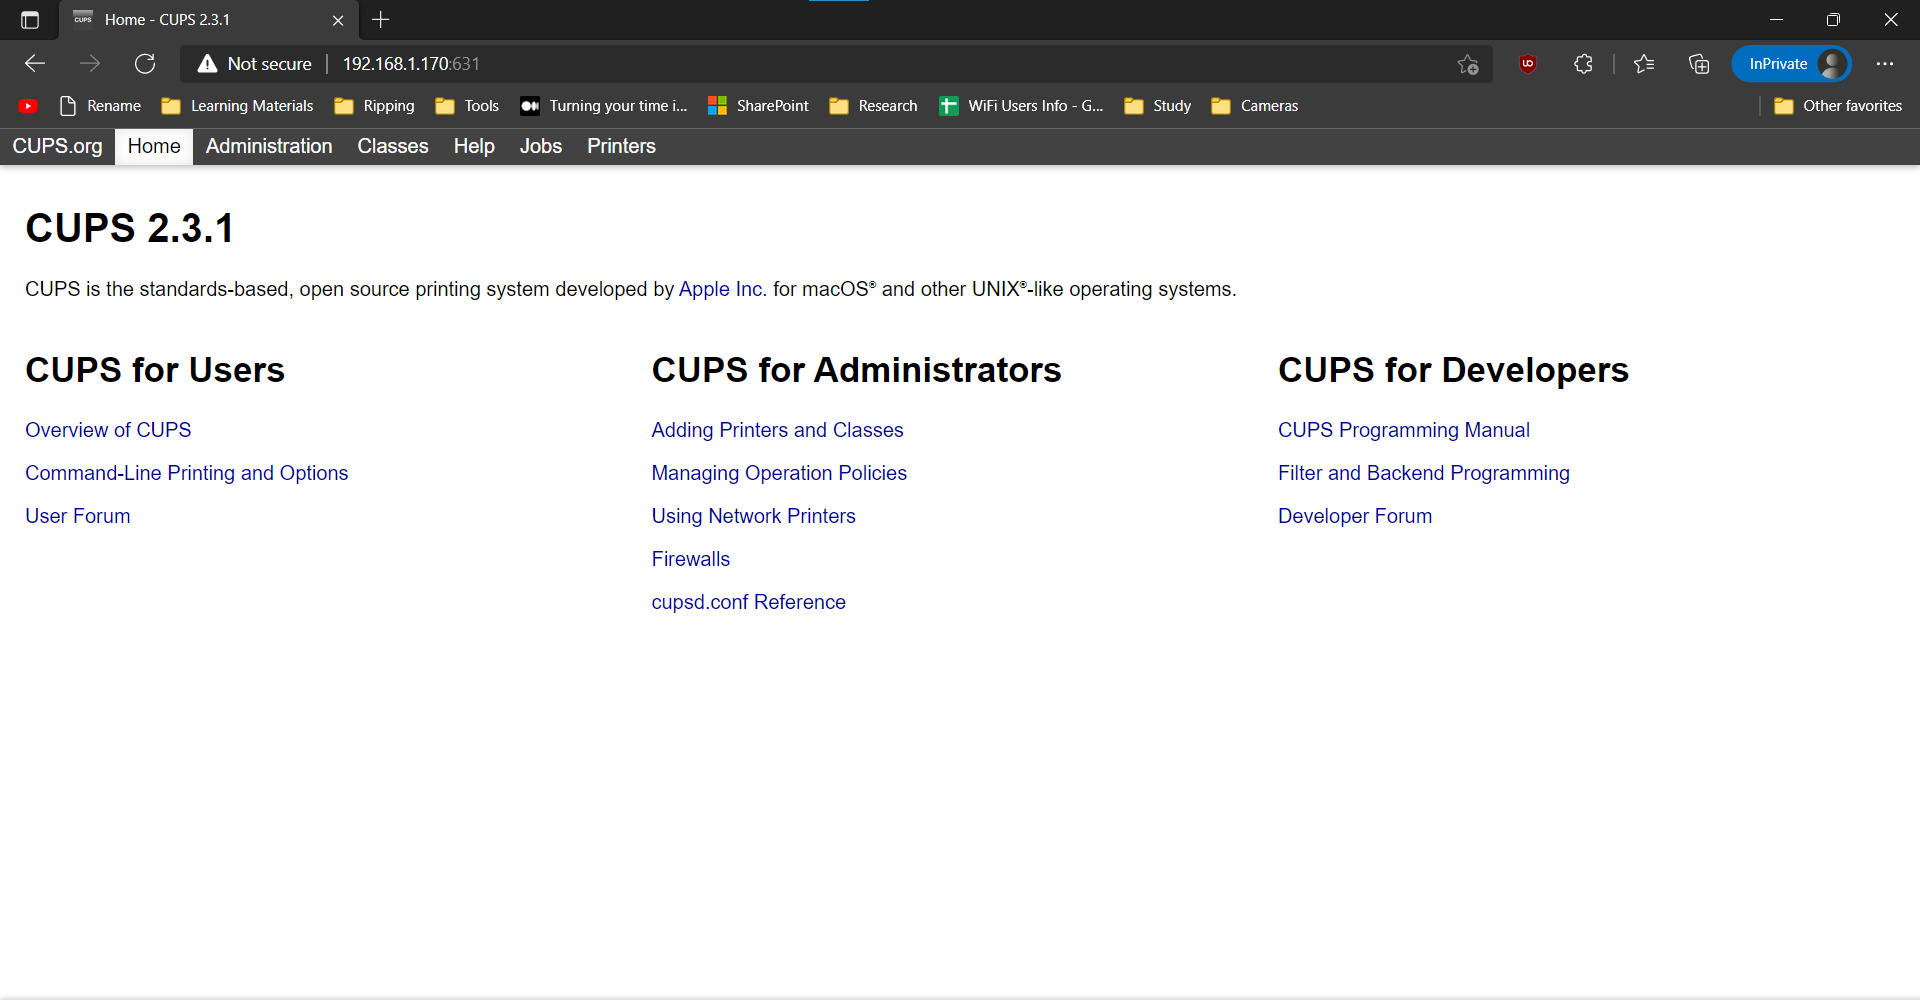 CUPS Home - CUPS 2.3.1
Not secure 192.168.1.170:631 InPrivate
Rename Learning Materials Ripping Tools Turning your time i... SharePoint Research WiFi Users Info - G... Study Cameras Other favorites
CUPS.org Home Administration Classes Help Jobs Printers
CUPS 2.3.1
CUPS is the standards-based, open source printing system developed by Apple Inc. for macOS® and other UNIX®-like operating systems.
CUPS for Users
Overview of CUPS
Command-Line Printing and Options
User Forum
CUPS for Administrators
Adding Printers and Classes
Managing Operation Policies
Using Network Printers
Firewalls
cupsd.conf Reference
CUPS for Developers
CUPS Programming Manual
Filter and Backend Programming
Developer Forum